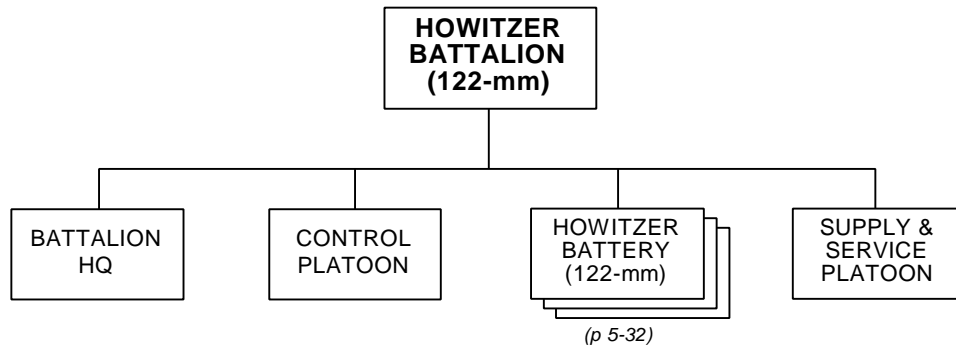 HOWITZER
BATTALION
(122-mm)
BATTALION
HQ
CONTROL
PLATOON
HOWITZER
BATTERY
(122-mm)
SUPPLY &
SERVICE
PLATOON
(p 5-32)